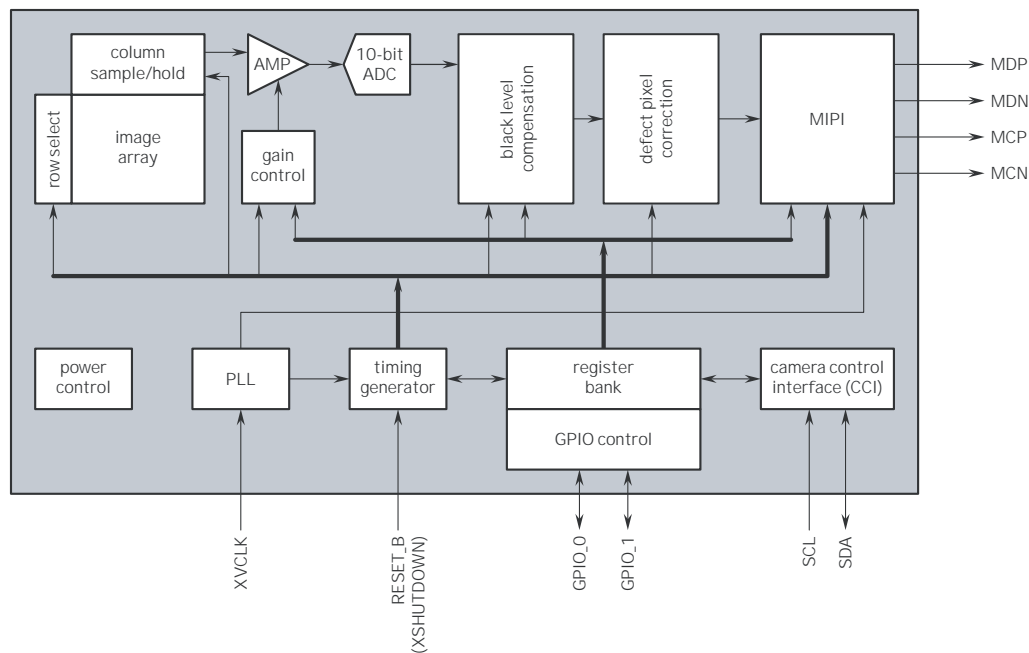 column
sample/hold
AMP
10-bit
ADC
row select
image
array
gain
control
black level
compensation
defect pixel
correction
MIPI
MDP
MDN
MCP
MCN
power
control
PLL
timing
generator
register
bank
GPIO control
camera control
interface (CCI)
XVCLK
RESET_B
(XSHUTDOWN)
GPIO_0
GPIO_1
SCL
SDA